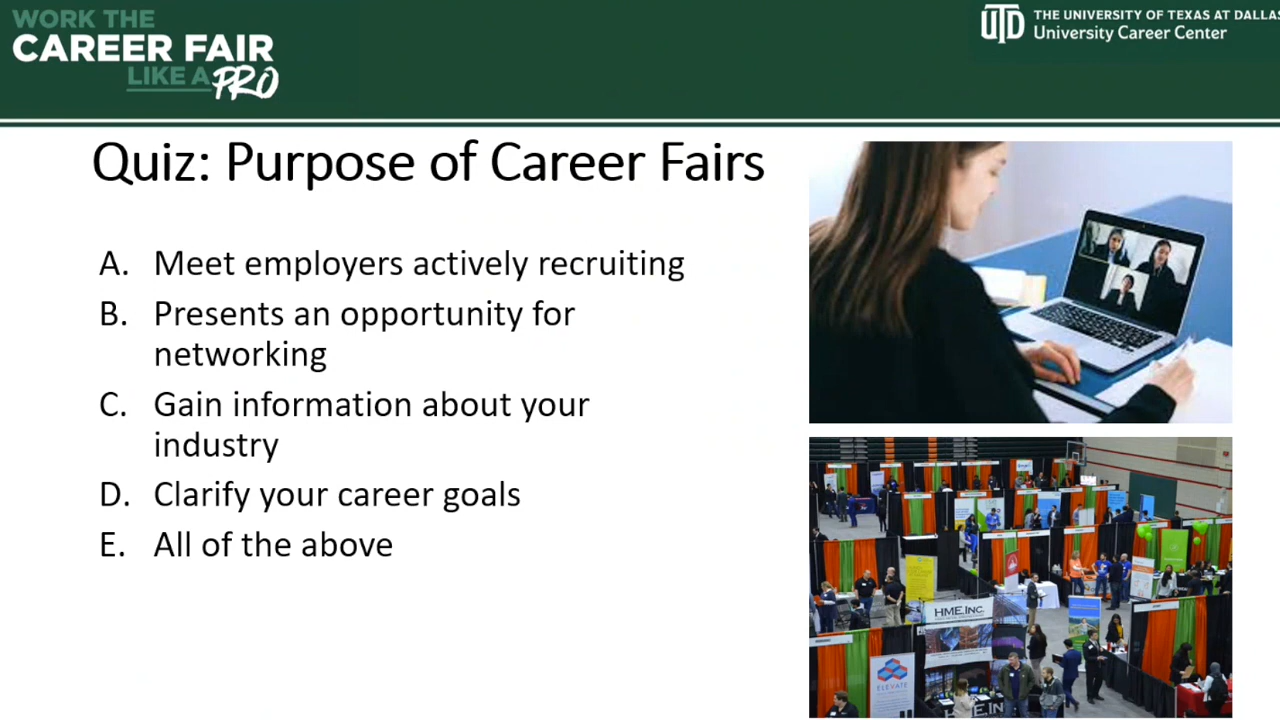 WORK THE
CAREER FAIR
LIKE A PRO
UTD
THE UNIVERSITY OF TEXAS AT DALLAS
University Career Center
Quiz: Purpose of Career Fairs
A. Meet employers actively recruiting
B. Presents an opportunity for
networking
C. Gain information about your
industry
D. Clarify your career goals
E. All of the above
HME, INC.
ELEVATE